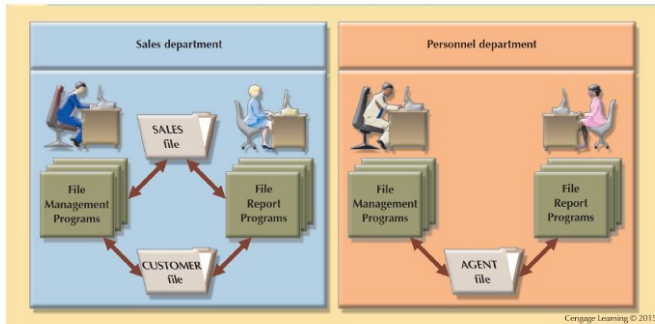 Sales department
Personnel department
SALES
file
File
Management
Programs
File
Report
Programs
CUSTOMER
file
File
Management
Programs
File
Report
Programs
AGENT
file
Cengage Learning © 2015